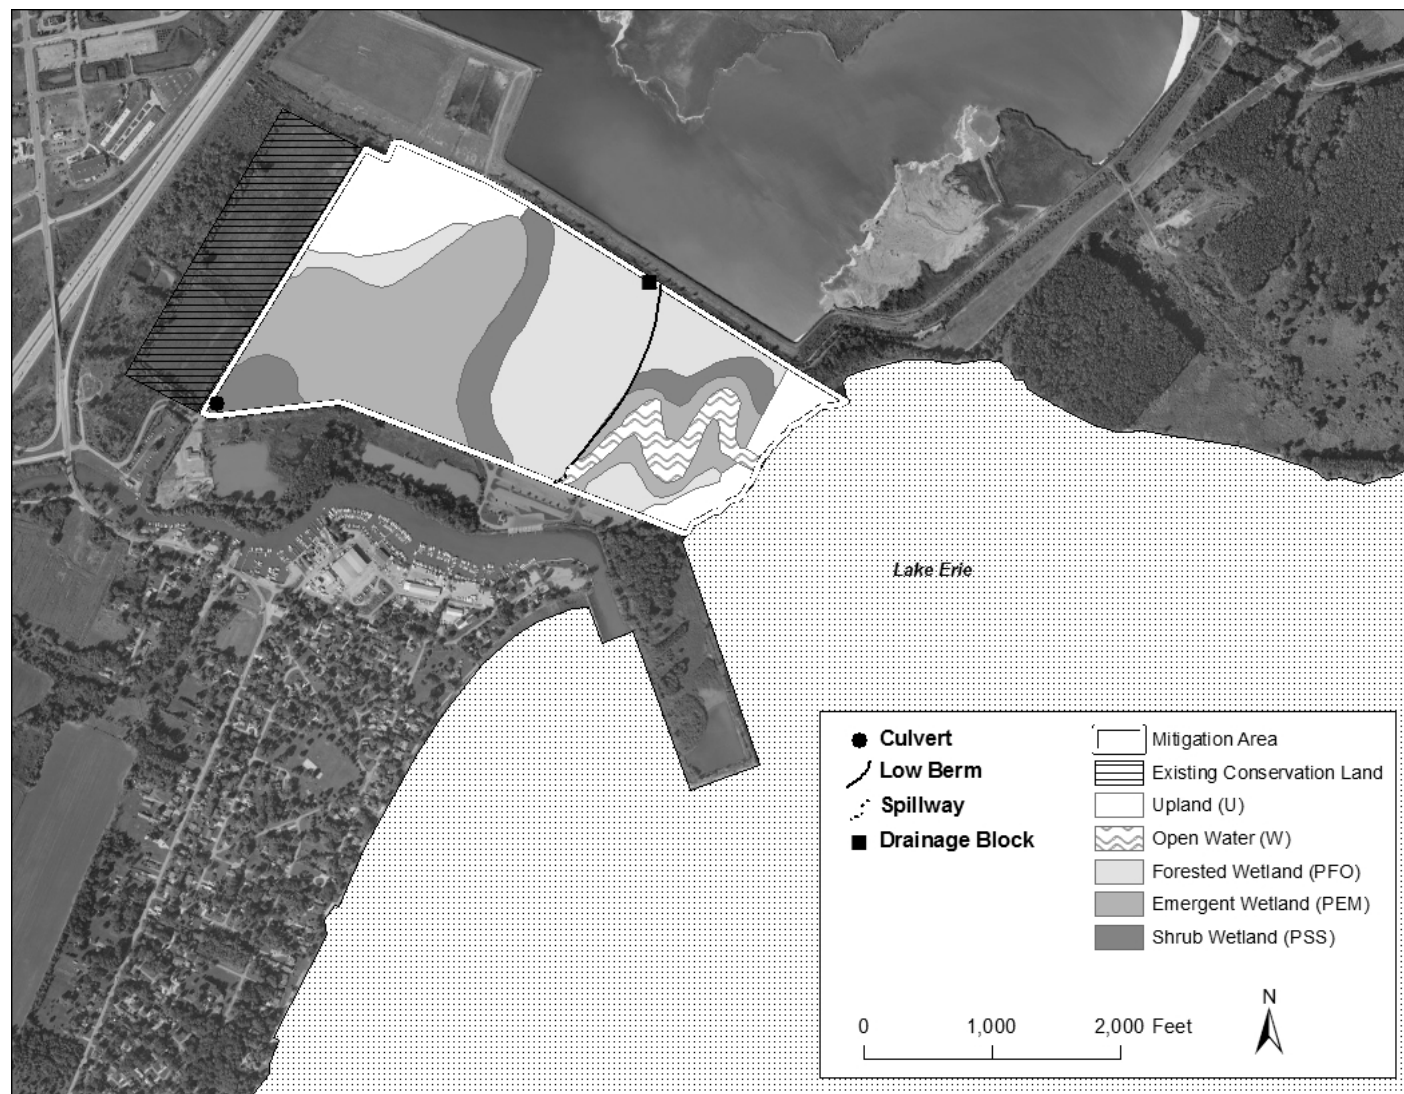 Lake Erie
Culvert
Low Berm
Spillway
Drainage Block
Mitigation Area
Existing Conservation Land
Upland (U)
Open Water (W)
Forested Wetland (PFO)
Emergent Wetland (PEM)
Shrub Wetland (PSS)
0 1,000 2,000 Feet
N